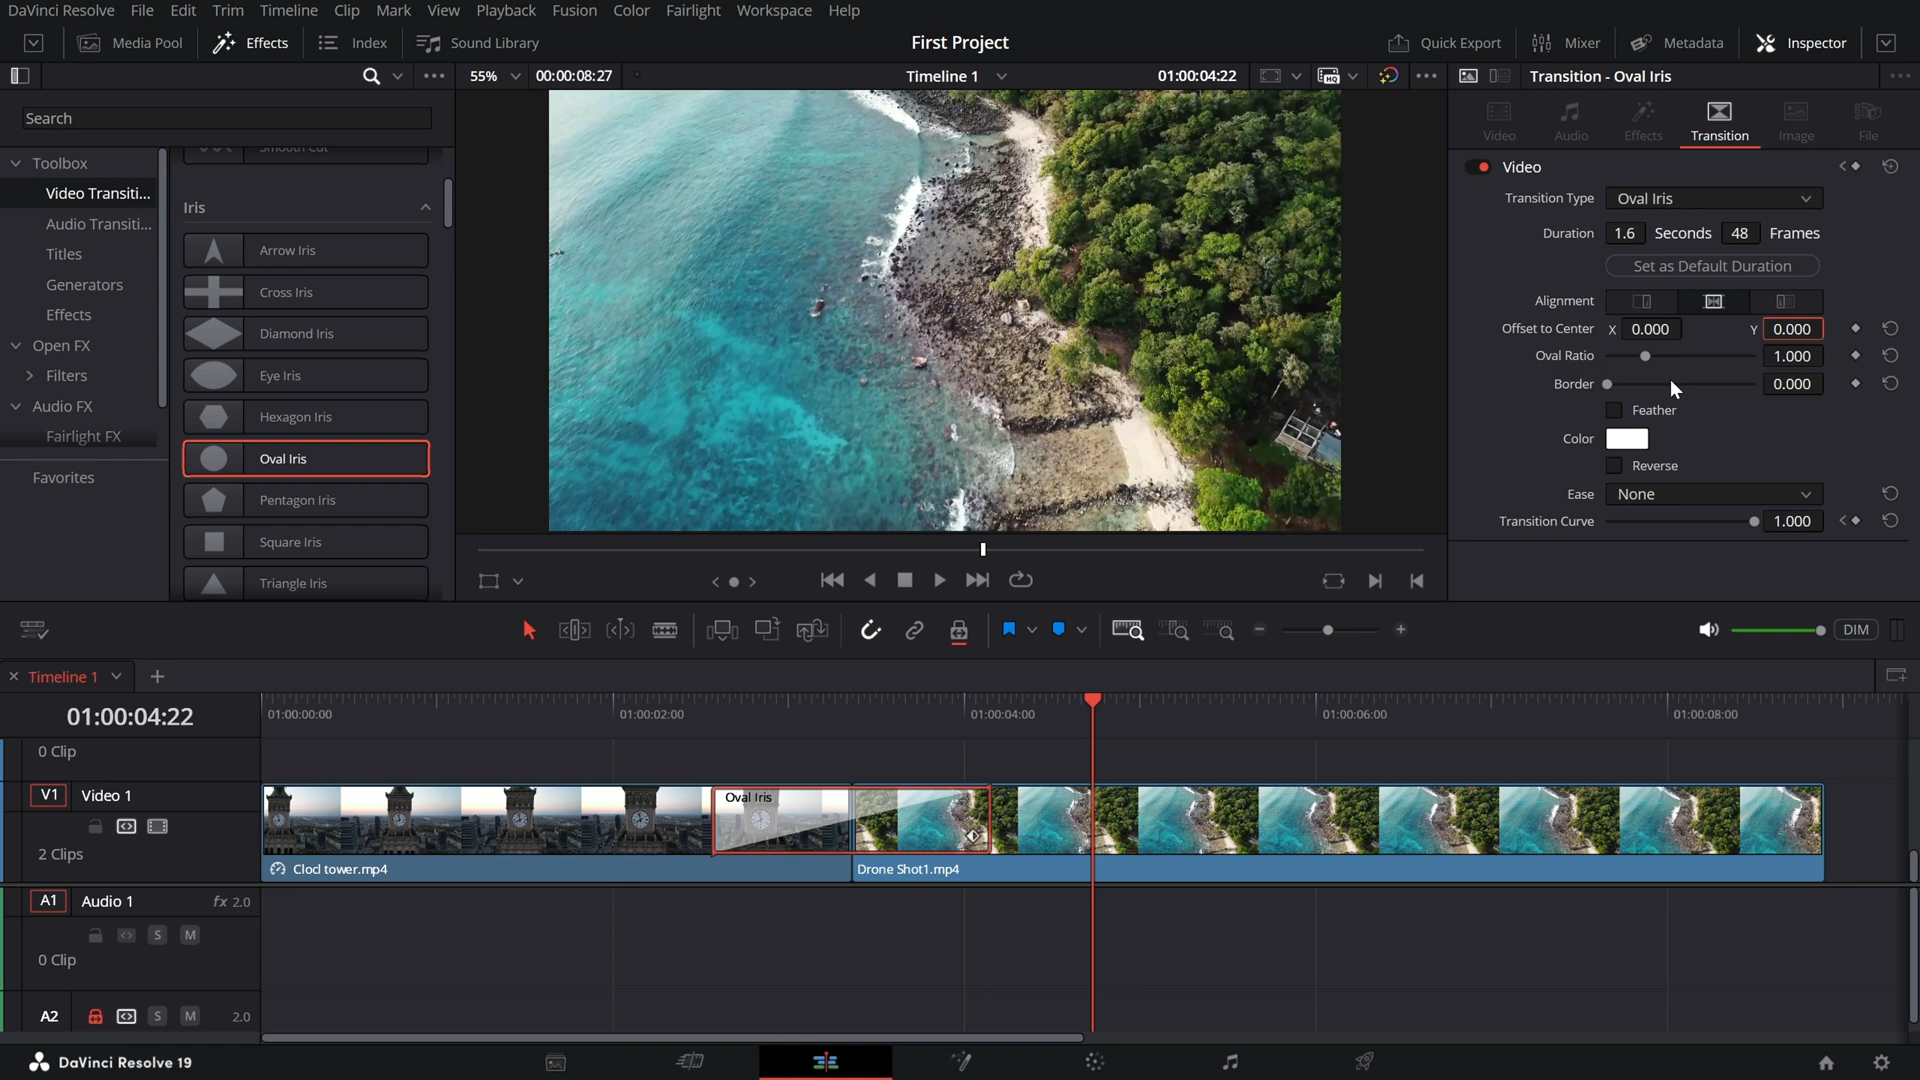 DaVinci Resolve File Edit Trim Timeline Clip Mark View Playback Fusion Color Fairlight Workspace Help
Media Pool Effects Index Sound Library First Project Quick Export Mixer Metadata Inspector
55% 00:00:08:27 Timeline 1 01:00:04:22 Transition - Oval Iris
Search
Toolbox
Video Transiti...
Audio Transiti...
Titles
Generators
Effects
Open FX
Filters
Audio FX
Fairlight FX
Favorites
Smooth Cut
Iris
Arrow Iris
Cross Iris
Diamond Iris
Eye Iris
Hexagon Iris
Oval Iris
Pentagon Iris
Square Iris
Triangle Iris
Video Audio Effects Transition Image File
Video
Transition Type Oval Iris
Duration 1.6 Seconds 48 Frames
Set as Default Duration
Alignment
Offset to Center X 0.000 Y 0.000
Oval Ratio 1.000
Border 0.000
Feather
Color
Reverse
Ease None
Transition Curve 1.000
DIM
Timeline 1
01:00:04:22 01:00:00:00 01:00:02:00 01:00:04:00 01:00:06:00 01:00:08:00
0 Clip
V1 Video 1
2 Clips
Oval Iris
Clocl tower.mp4 Drone Shot1.mp4
A1 Audio 1 fx 2.0
S M
0 Clip
A2 S M 2.0
DaVinci Resolve 19